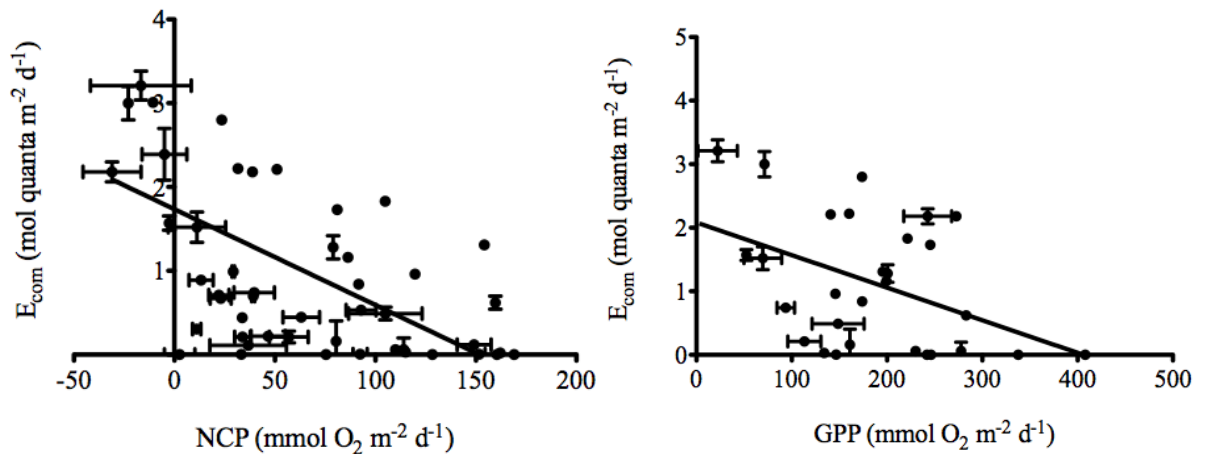 4
3
2
1
-50 0 50 100 150 200
E_com (mol quanta m⁻² d⁻¹)
NCP (mmol O₂ m⁻² d⁻¹)
5
4
3
2
1
0
0 100 200 300 400 500
E_com (mol quanta m⁻² d⁻¹)
GPP (mmol O₂ m⁻² d⁻¹)